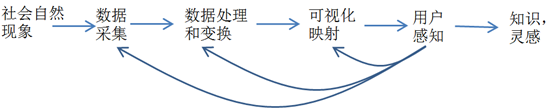 社会自然
现象
数据
采集
数据处理
和变换
可视化
映射
用户
感知
知识，
灵感